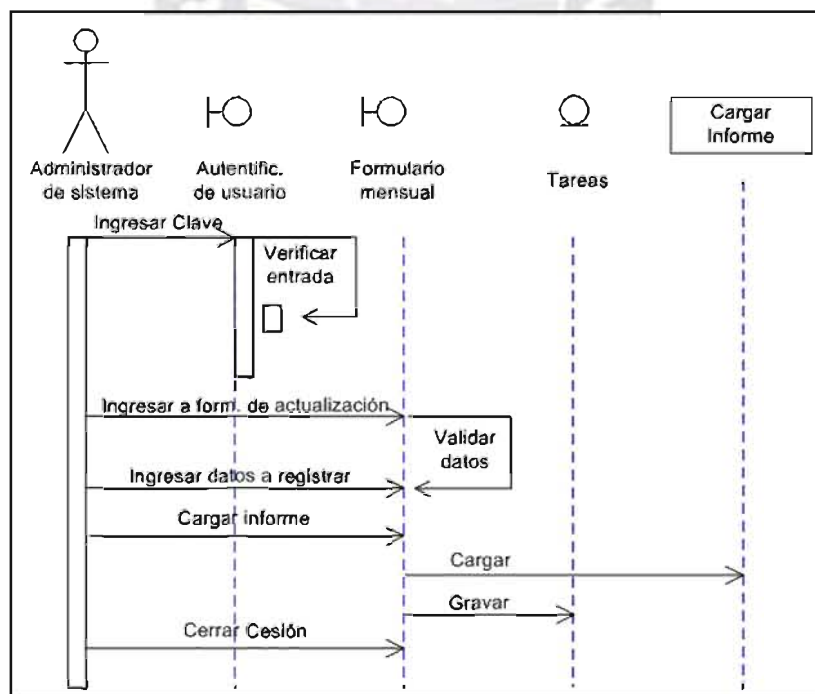 Administrador
de sistema
Autentific.
de usuario
Formulario
mensual
Tareas
Cargar
Informe
Ingresar Clave
Verificar
entrada
Ingresar a form. de actualización
Validar
datos
Ingresar datos a registrar
Cargar informe
Cargar
Gravar
Cerrar Cesión